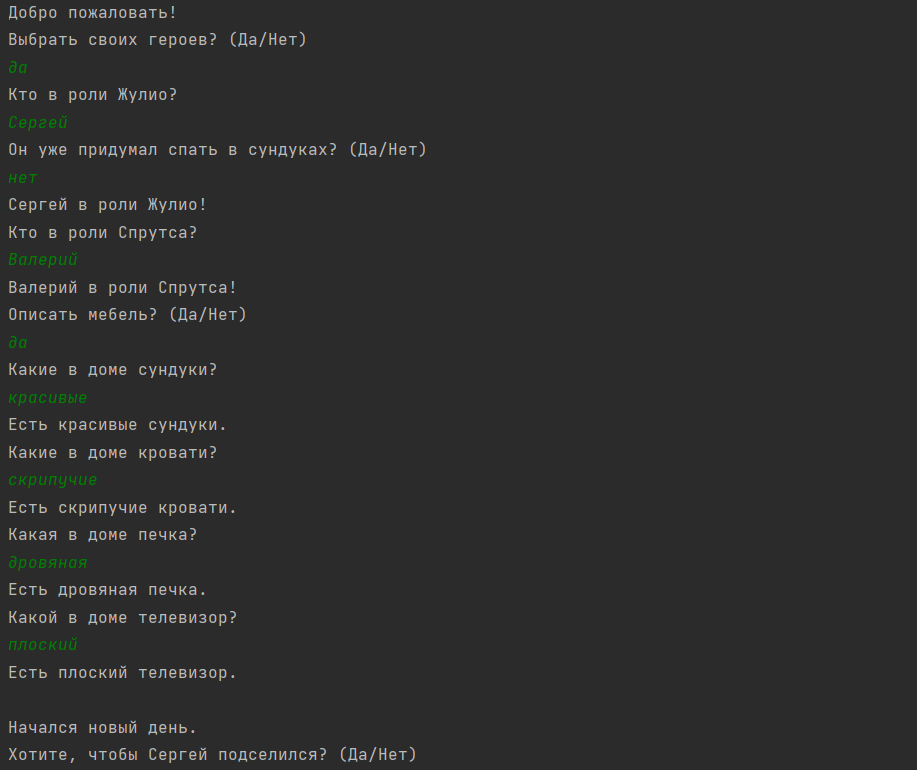 Добро пожаловать!
Выбрать своих героев? (Да/Нет)
да
Кто в роли Жулио?
Сергей
Он уже придумал спать в сундуках? (Да/Нет)
нет
Сергей в роли Жулио!
Кто в роли Спрутса?
Валерий
Валерий в роли Спрутса!
Описать мебель? (Да/Нет)
да
Какие в доме сундуки?
красивые
Есть красивые сундуки.
Какие в доме кровати?
скрипучие
Есть скрипучие кровати.
Какая в доме печка?
дровяная
Есть дровяная печка.
Какой в доме телевизор?
плоский
Есть плоский телевизор.
Начался новый день.
Хотите, чтобы Сергей подселился? (Да/Нет)